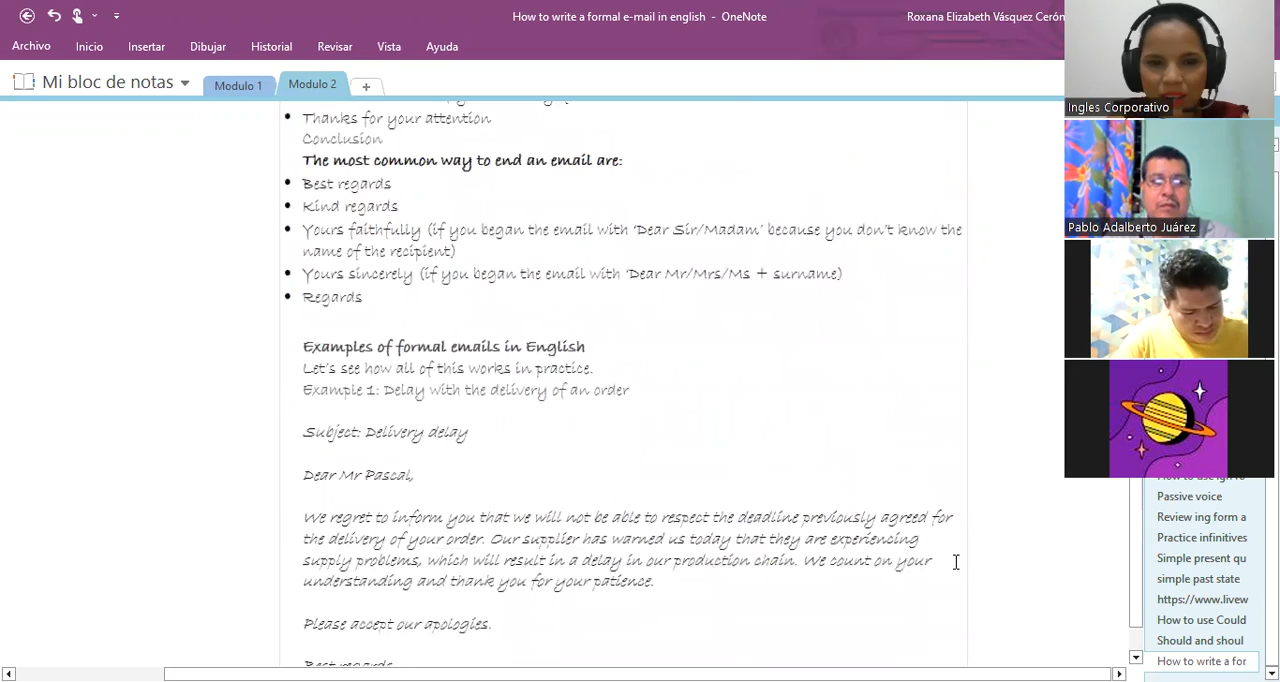 How to write a formal e-mail in english - OneNote
Roxana Elizabeth Vásquez Cerón
Archivo Inicio Insertar Dibujar Historial Revisar Vista Ayuda
Mi bloc de notas Modulo 1 Modulo 2 +
Thanks for your attention
Conclusion
The most common way to end an email are:
Best regards
Kind regards
Yours faithfully (if you began the email with 'Dear Sir/Madam' because you don't know the
name of the recipient)
Yours sincerely (if you began the email with 'Dear Mr/Mrs/Ms + surname)
Regards
Examples of formal emails in English
Let's see how all of this works in practice.
Example 1: Delay with the delivery of an order
Subject: Delivery delay
Dear Mr Pascal,
We regret to inform you that we will not be able to respect the deadline previously agreed for
the delivery of your order. Our supplier has warned us today that they are experiencing
supply problems, which will result in a delay in our production chain. We count on your
understanding and thank you for your patience.
Please accept our apologies.
Best regards
Ingles Corporativo
Pablo Adalberto Juárez
Passive voice
Review ing form a
Practice infinitives
Simple present qu
simple past state
https://www.livew
How to use Could
Should and shoul
How to write a for